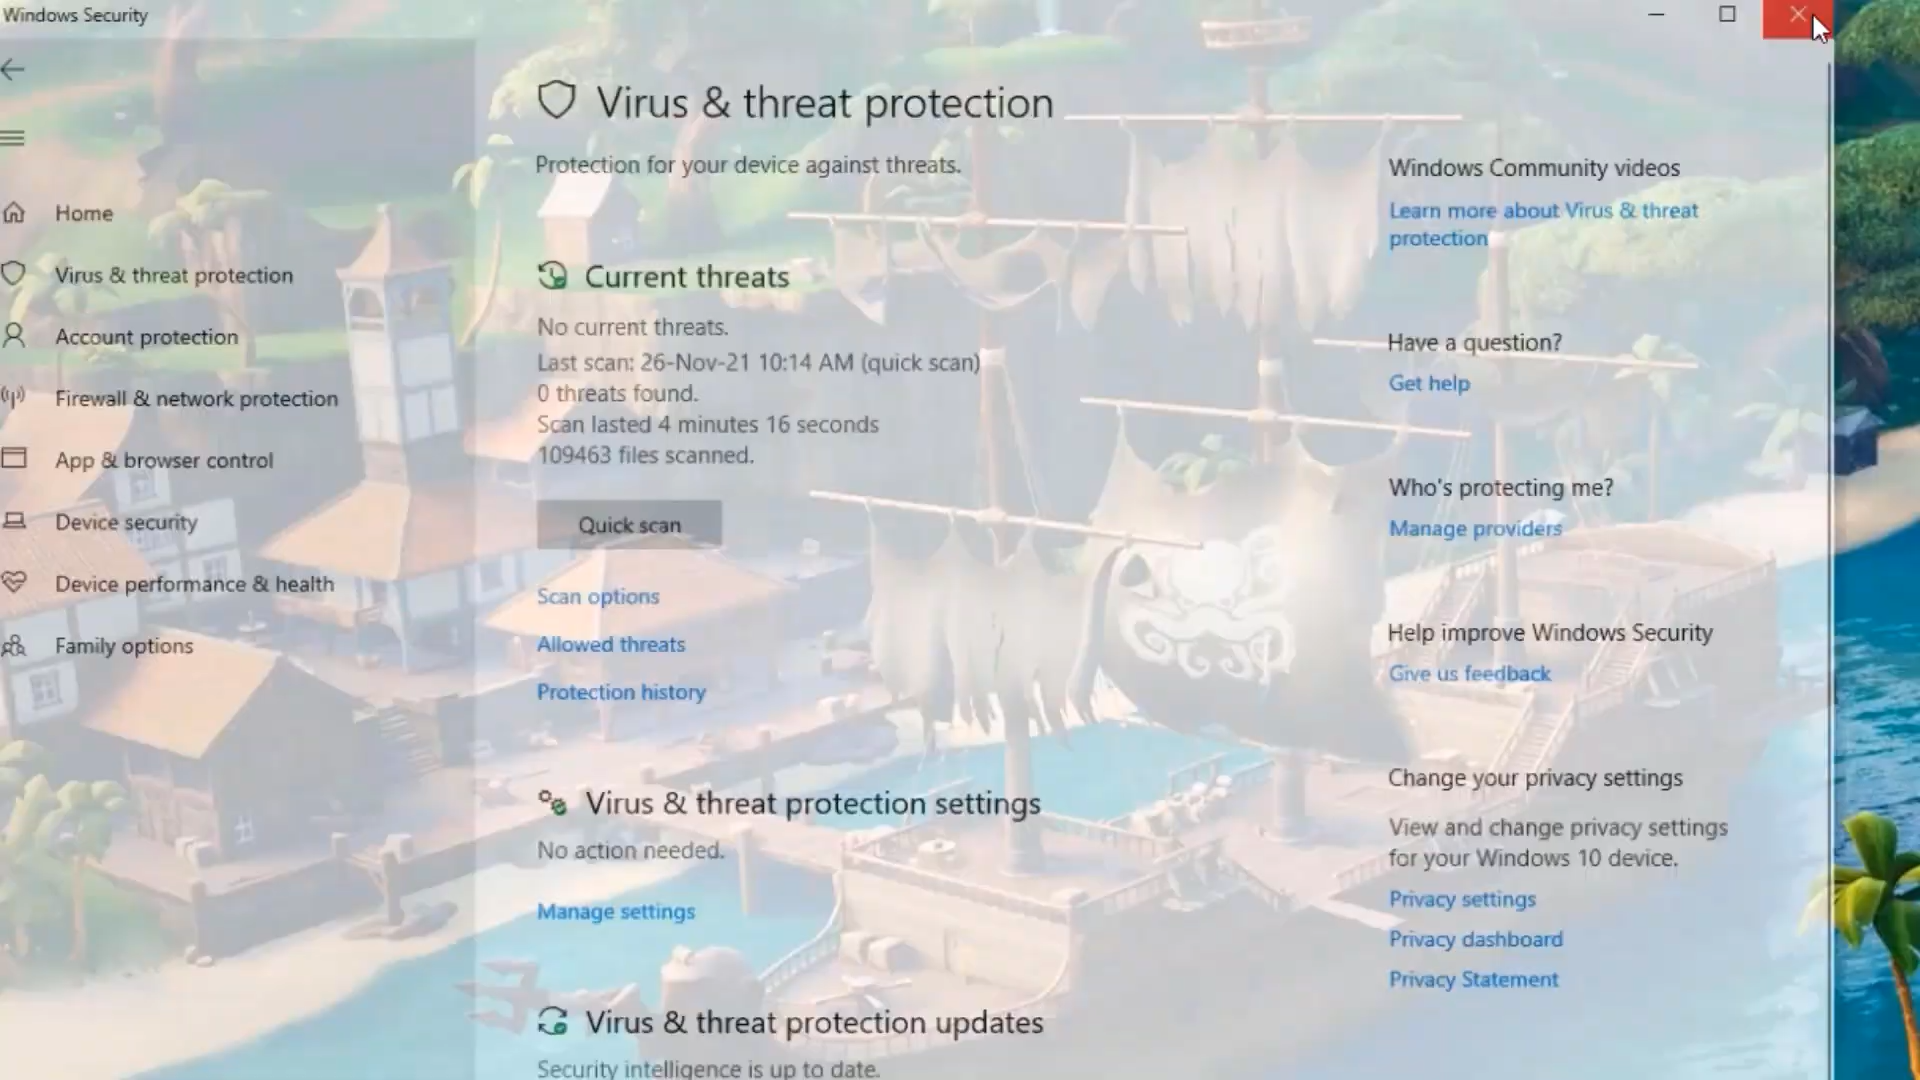 Windows Security
Home
Virus & threat protection
Account protection
Firewall & network protection
App & browser control
Device security
Device performance & health
Family options
Virus & threat protection
Protection for your device against threats.
Current threats
No current threats.
Last scan: 26-Nov-21 10:14 AM (quick scan)
0 threats found.
Scan lasted 4 minutes 16 seconds
109463 files scanned.
Quick scan
Scan options
Allowed threats
Protection history
Virus & threat protection settings
No action needed.
Manage settings
Virus & threat protection updates
Security intelligence is up to date.
Windows Community videos
Learn more about Virus & threat
protection
Have a question?
Get help
Who's protecting me?
Manage providers
Help improve Windows Security
Give us feedback
Change your privacy settings
View and change privacy settings
for your Windows 10 device.
Privacy settings
Privacy dashboard
Privacy Statement